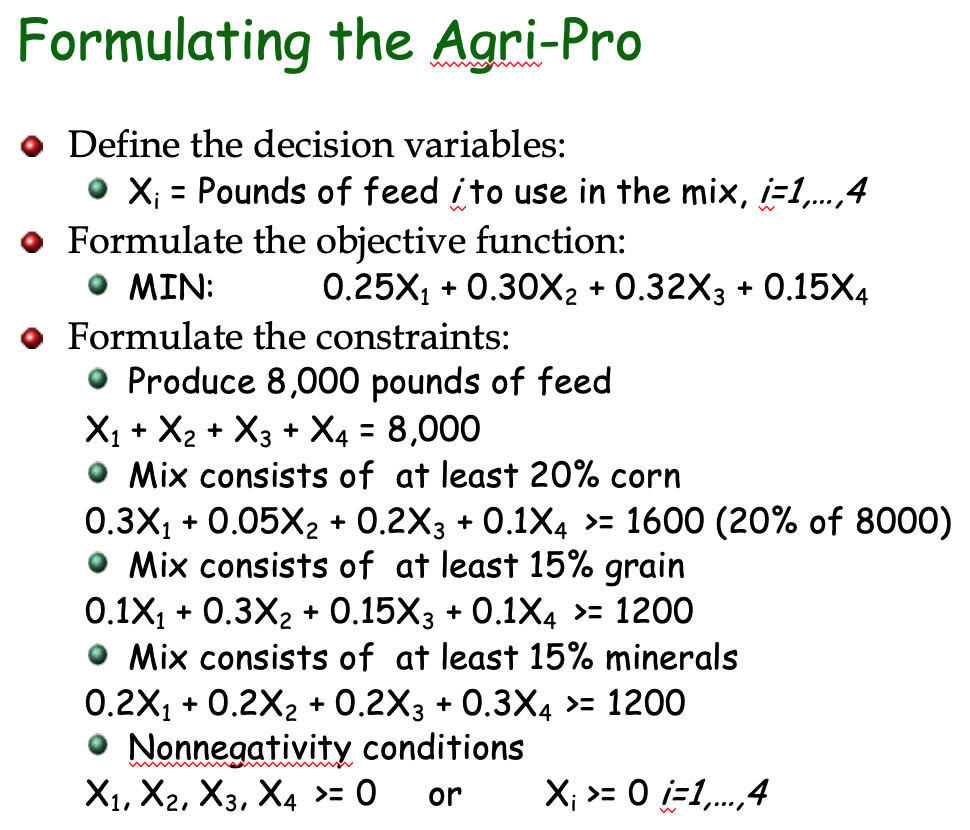 Formulating the Agri-Pro
Define the decision variables:
Xᵢ = Pounds of feed i to use in the mix, i=1,…,4
Formulate the objective function:
MIN: 0.25X₁ + 0.30X₂ + 0.32X₃ + 0.15X₄
Formulate the constraints:
Produce 8,000 pounds of feed
X₁ + X₂ + X₃ + X₄ = 8,000
Mix consists of at least 20% corn
0.3X₁ + 0.05X₂ + 0.2X₃ + 0.1X₄ >= 1600 (20% of 8000)
Mix consists of at least 15% grain
0.1X₁ + 0.3X₂ + 0.15X₃ + 0.1X₄ >= 1200
Mix consists of at least 15% minerals
0.2X₁ + 0.2X₂ + 0.2X₃ + 0.3X₄ >= 1200
Nonnegativity conditions
X₁, X₂, X₃, X₄ >= 0 or Xᵢ >= 0 i=1,…,4